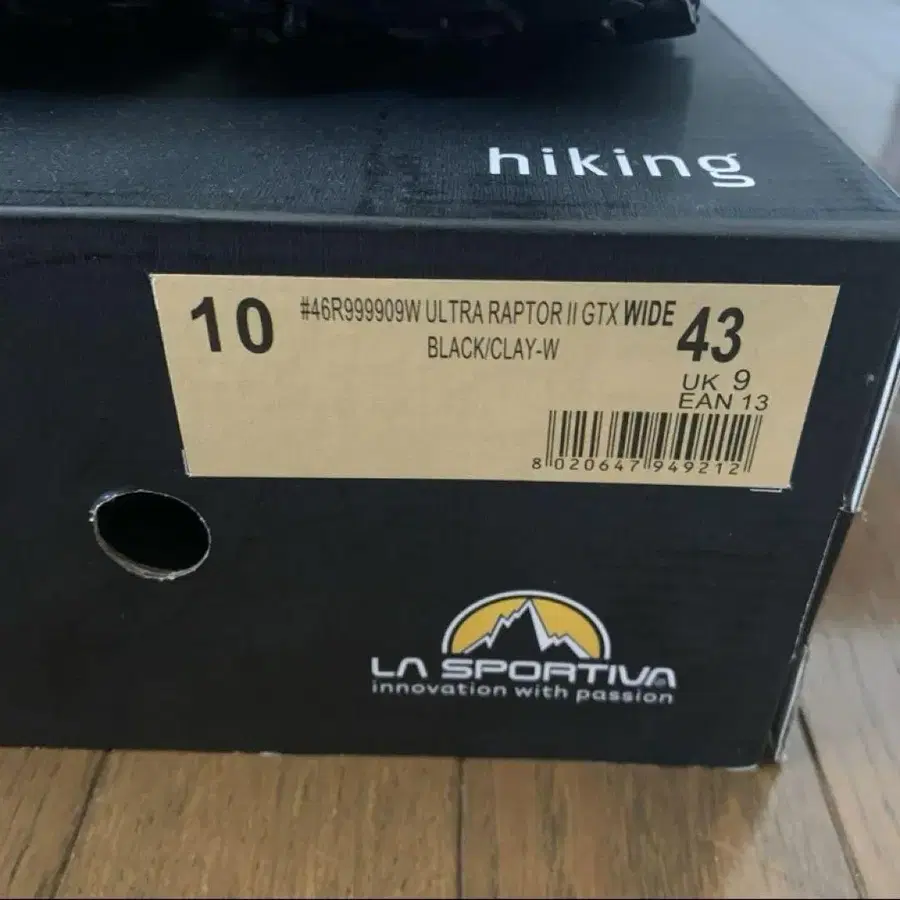 hiking
10
#46R999909W ULTRA RAPTOR II GTX WIDE
BLACK/CLAY-W
43
UK 9
EAN 13
8 020647 949212
LA SPORTIVA®
innovation with passion